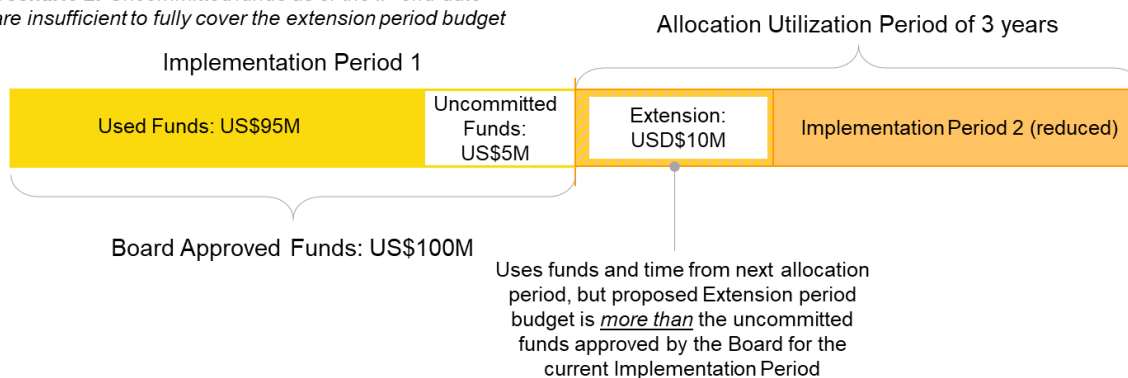 are insufficient to fully cover the extension period budget
Allocation Utilization Period of 3 years
Implementation Period 1
Used Funds: US$95M
Uncommitted
Funds:
US$5M
Extension:
USD$10M
Implementation Period 2 (reduced)
Board Approved Funds: US$100M
Uses funds and time from next allocation
period, but proposed Extension period
budget is more than the uncommitted
funds approved by the Board for the
current Implementation Period